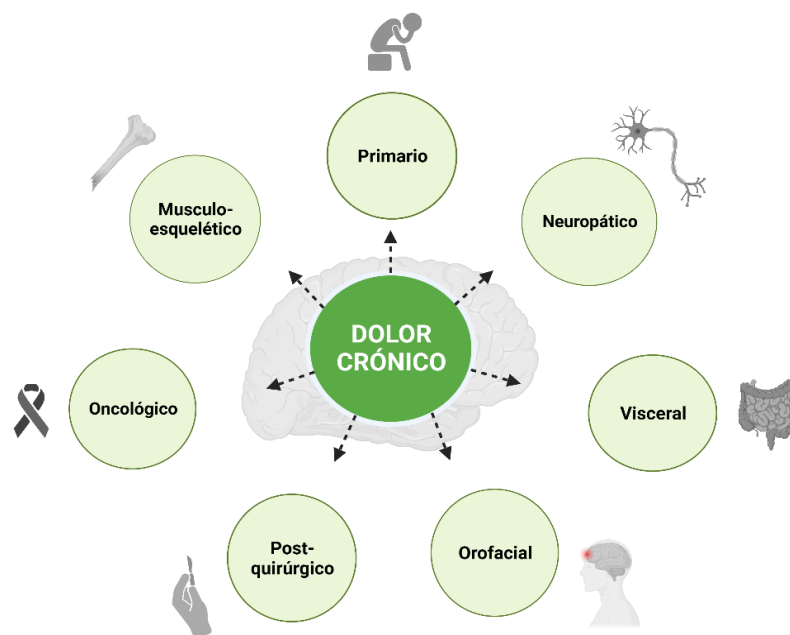 Primario
Musculo-
esquelético
Neuropático
DOLOR
CRÓNICO
Oncológico
Visceral
Post-
quirúrgico
Orofacial